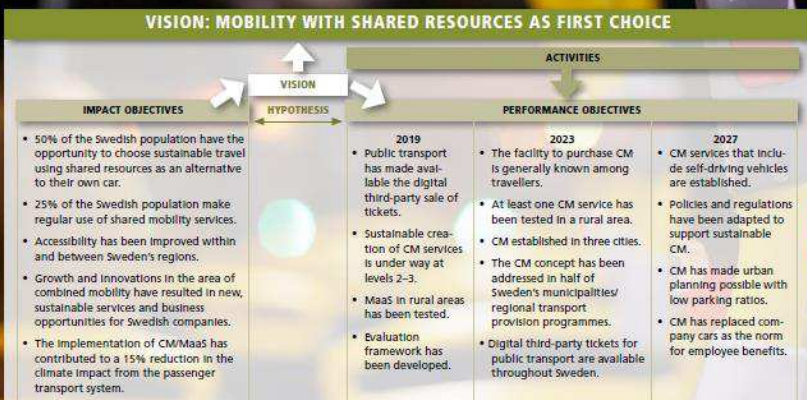 VISION: MOBILITY WITH SHARED RESOURCES AS FIRST CHOICE
ACTIVITIES
VISION
IMPACT OBJECTIVES
HYPOTHESIS
PERFORMANCE OBJECTIVES
• 50% of the Swedish population have the
opportunity to choose sustainable travel
using shared resources as an alternative
to their own car.
• 25% of the Swedish population make
regular use of shared mobility services.
• Accessibility has been improved within
and between Sweden's regions.
• Growth and innovations in the area of
combined mobility have resulted in new,
sustainable services and business
opportunities for Swedish companies.
• The implementation of CM/MaaS has
contributed to a 15% reduction in the
climate impact from the passenger
transport system.
2019
• Public transport
has made avai-
lable the digital
third-party sale of
tickets.
• Sustainable crea-
tion of CM services
is under way at
levels 2–3.
• MaaS in rural areas
has been tested.
• Evaluation
framework has
been developed.
2023
• The facility to purchase CM
is generally known among
travellers.
• At least one CM service has
been tested in a rural area.
• CM established in three cities.
• The CM concept has been
addressed in half of
Sweden's municipalities/
regional transport
provision programmes.
• Digital third-party tickets for
public transport are available
throughout Sweden.
2027
• CM services that inclu-
de self-driving vehicles
are established.
• Policies and regulations
have been adapted to
support sustainable
CM.
• CM has made urban
planning possible with
low parking ratios.
• CM has replaced com-
pany cars as the norm
for employee benefits.